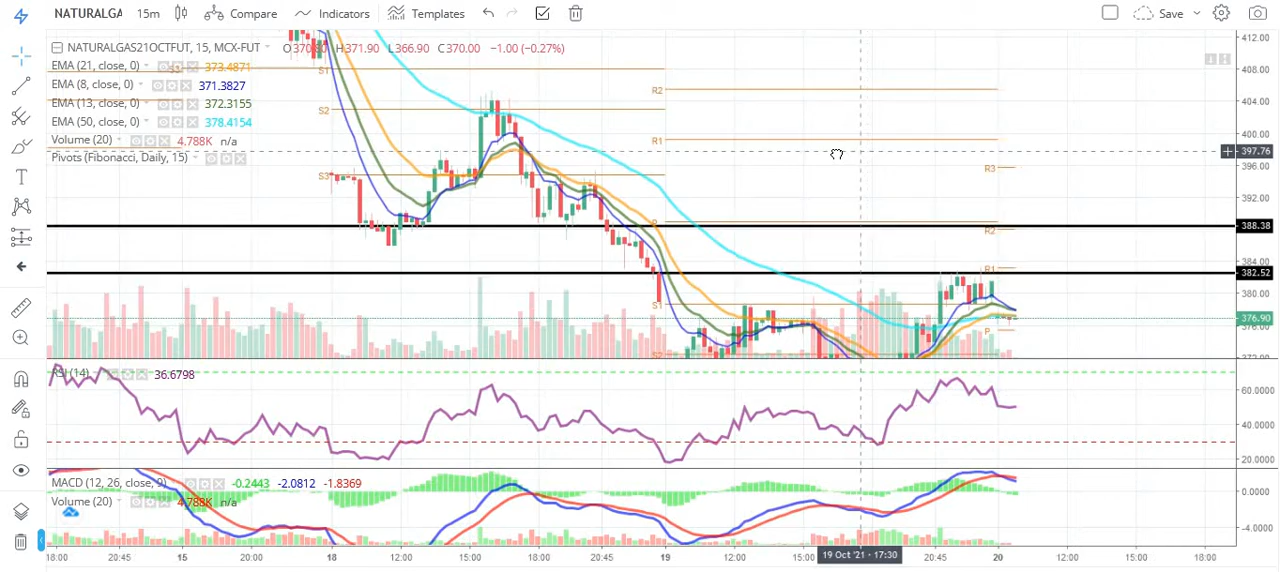 NATURALGA 15m Compare Indicators Templates Save
NATURALGAS21OCTFUT, 15, MCX-FUT O370.80 H371.90 L366.90 C370.00 −1.00 (−0.27%)
EMA (21, close, 0) 373.4871
EMA (8, close, 0) 371.3827
EMA (13, close, 0) 372.3155
EMA (50, close, 0) 378.4154
Volume (20) 4.788K n/a
Pivots (Fibonacci, Daily, 15)
S1
S2
S3
R2
R1
P
S1
S2
R3
R2
R1
P
412.00
408.00
404.00
400.00
397.76
396.00
392.00
388.38
384.00
382.52
380.00
376.90
376.00
372.00
RSI (14) 36.6798
60.0000
40.0000
20.0000
MACD (12, 26, close, 9) -0.2443 -2.0812 -1.8369
Volume (20) 4.788K n/a
0.0000
-4.0000
18:00 20:45 15 20:00 18 12:00 15:00 18:00 20:45 19 12:00 15:00 19 Oct '21 - 17:30 20:45 20 12:00 15:00 18:00